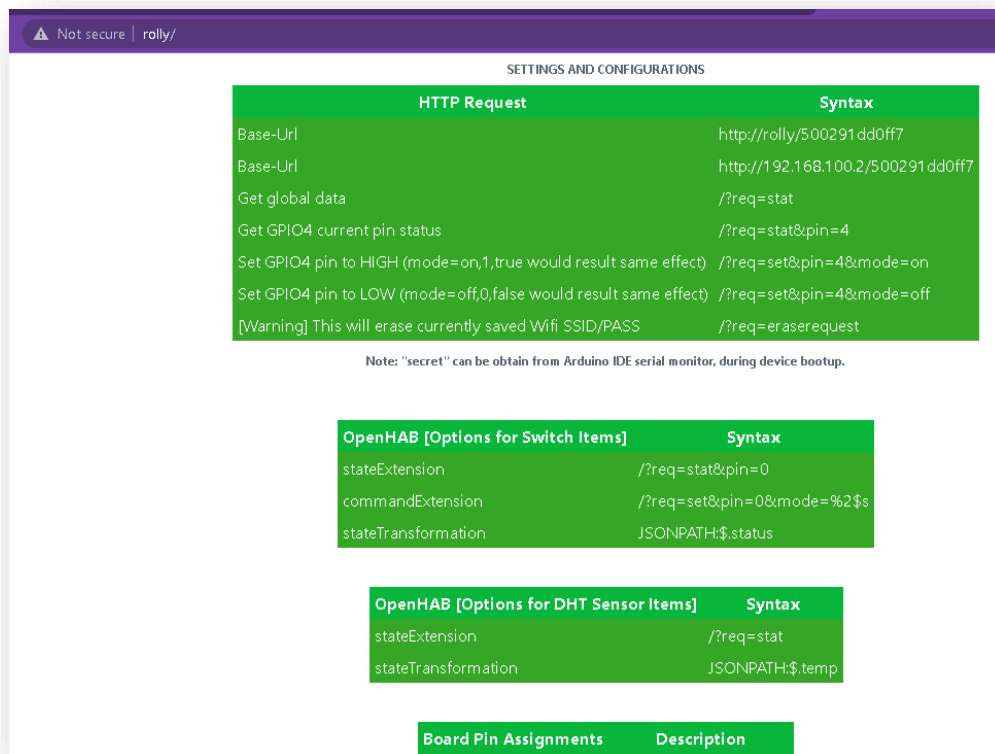 Not secure | rolly/
SETTINGS AND CONFIGURATIONS
HTTP Request Syntax
Base-Url http://rolly/500291dd0ff7
Base-Url http://192.168.100.2/500291dd0ff7
Get global data /?req=stat
Get GPIO4 current pin status /?req=stat&pin=4
Set GPIO4 pin to HIGH (mode=on,1,true would result same effect) /?req=set&pin=4&mode=on
Set GPIO4 pin to LOW (mode=off,0,false would result same effect) /?req=set&pin=4&mode=off
[Warning] This will erase currently saved Wifi SSID/PASS /?req=eraserequest
Note: "secret" can be obtain from Arduino IDE serial monitor, during device bootup.
OpenHAB [Options for Switch Items] Syntax
stateExtension /?req=stat&pin=0
commandExtension /?req=set&pin=0&mode=%2$s
stateTransformation JSONPATH:$.status
OpenHAB [Options for DHT Sensor Items] Syntax
stateExtension /?req=stat
stateTransformation JSONPATH:$.temp
Board Pin Assignments Description